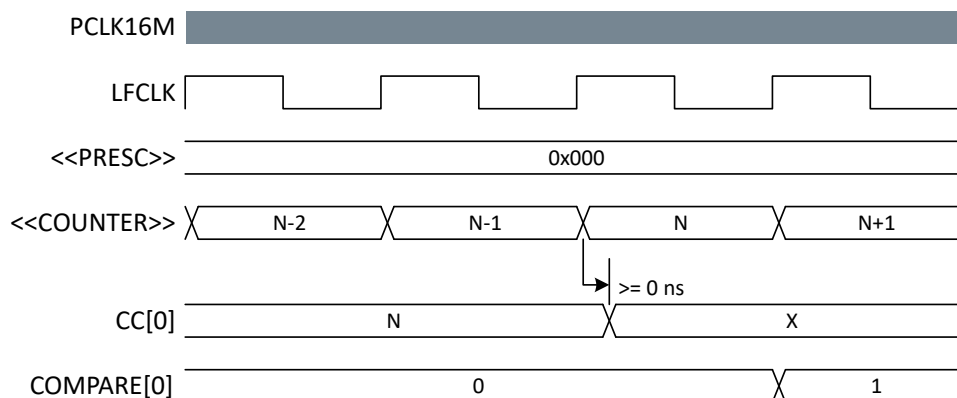 PCLK16M
LFCLK
<<PRESC>> 0x000
<<COUNTER>> N-2 N-1 N N+1
>= 0 ns
CC[0] N X
COMPARE[0] 0 1